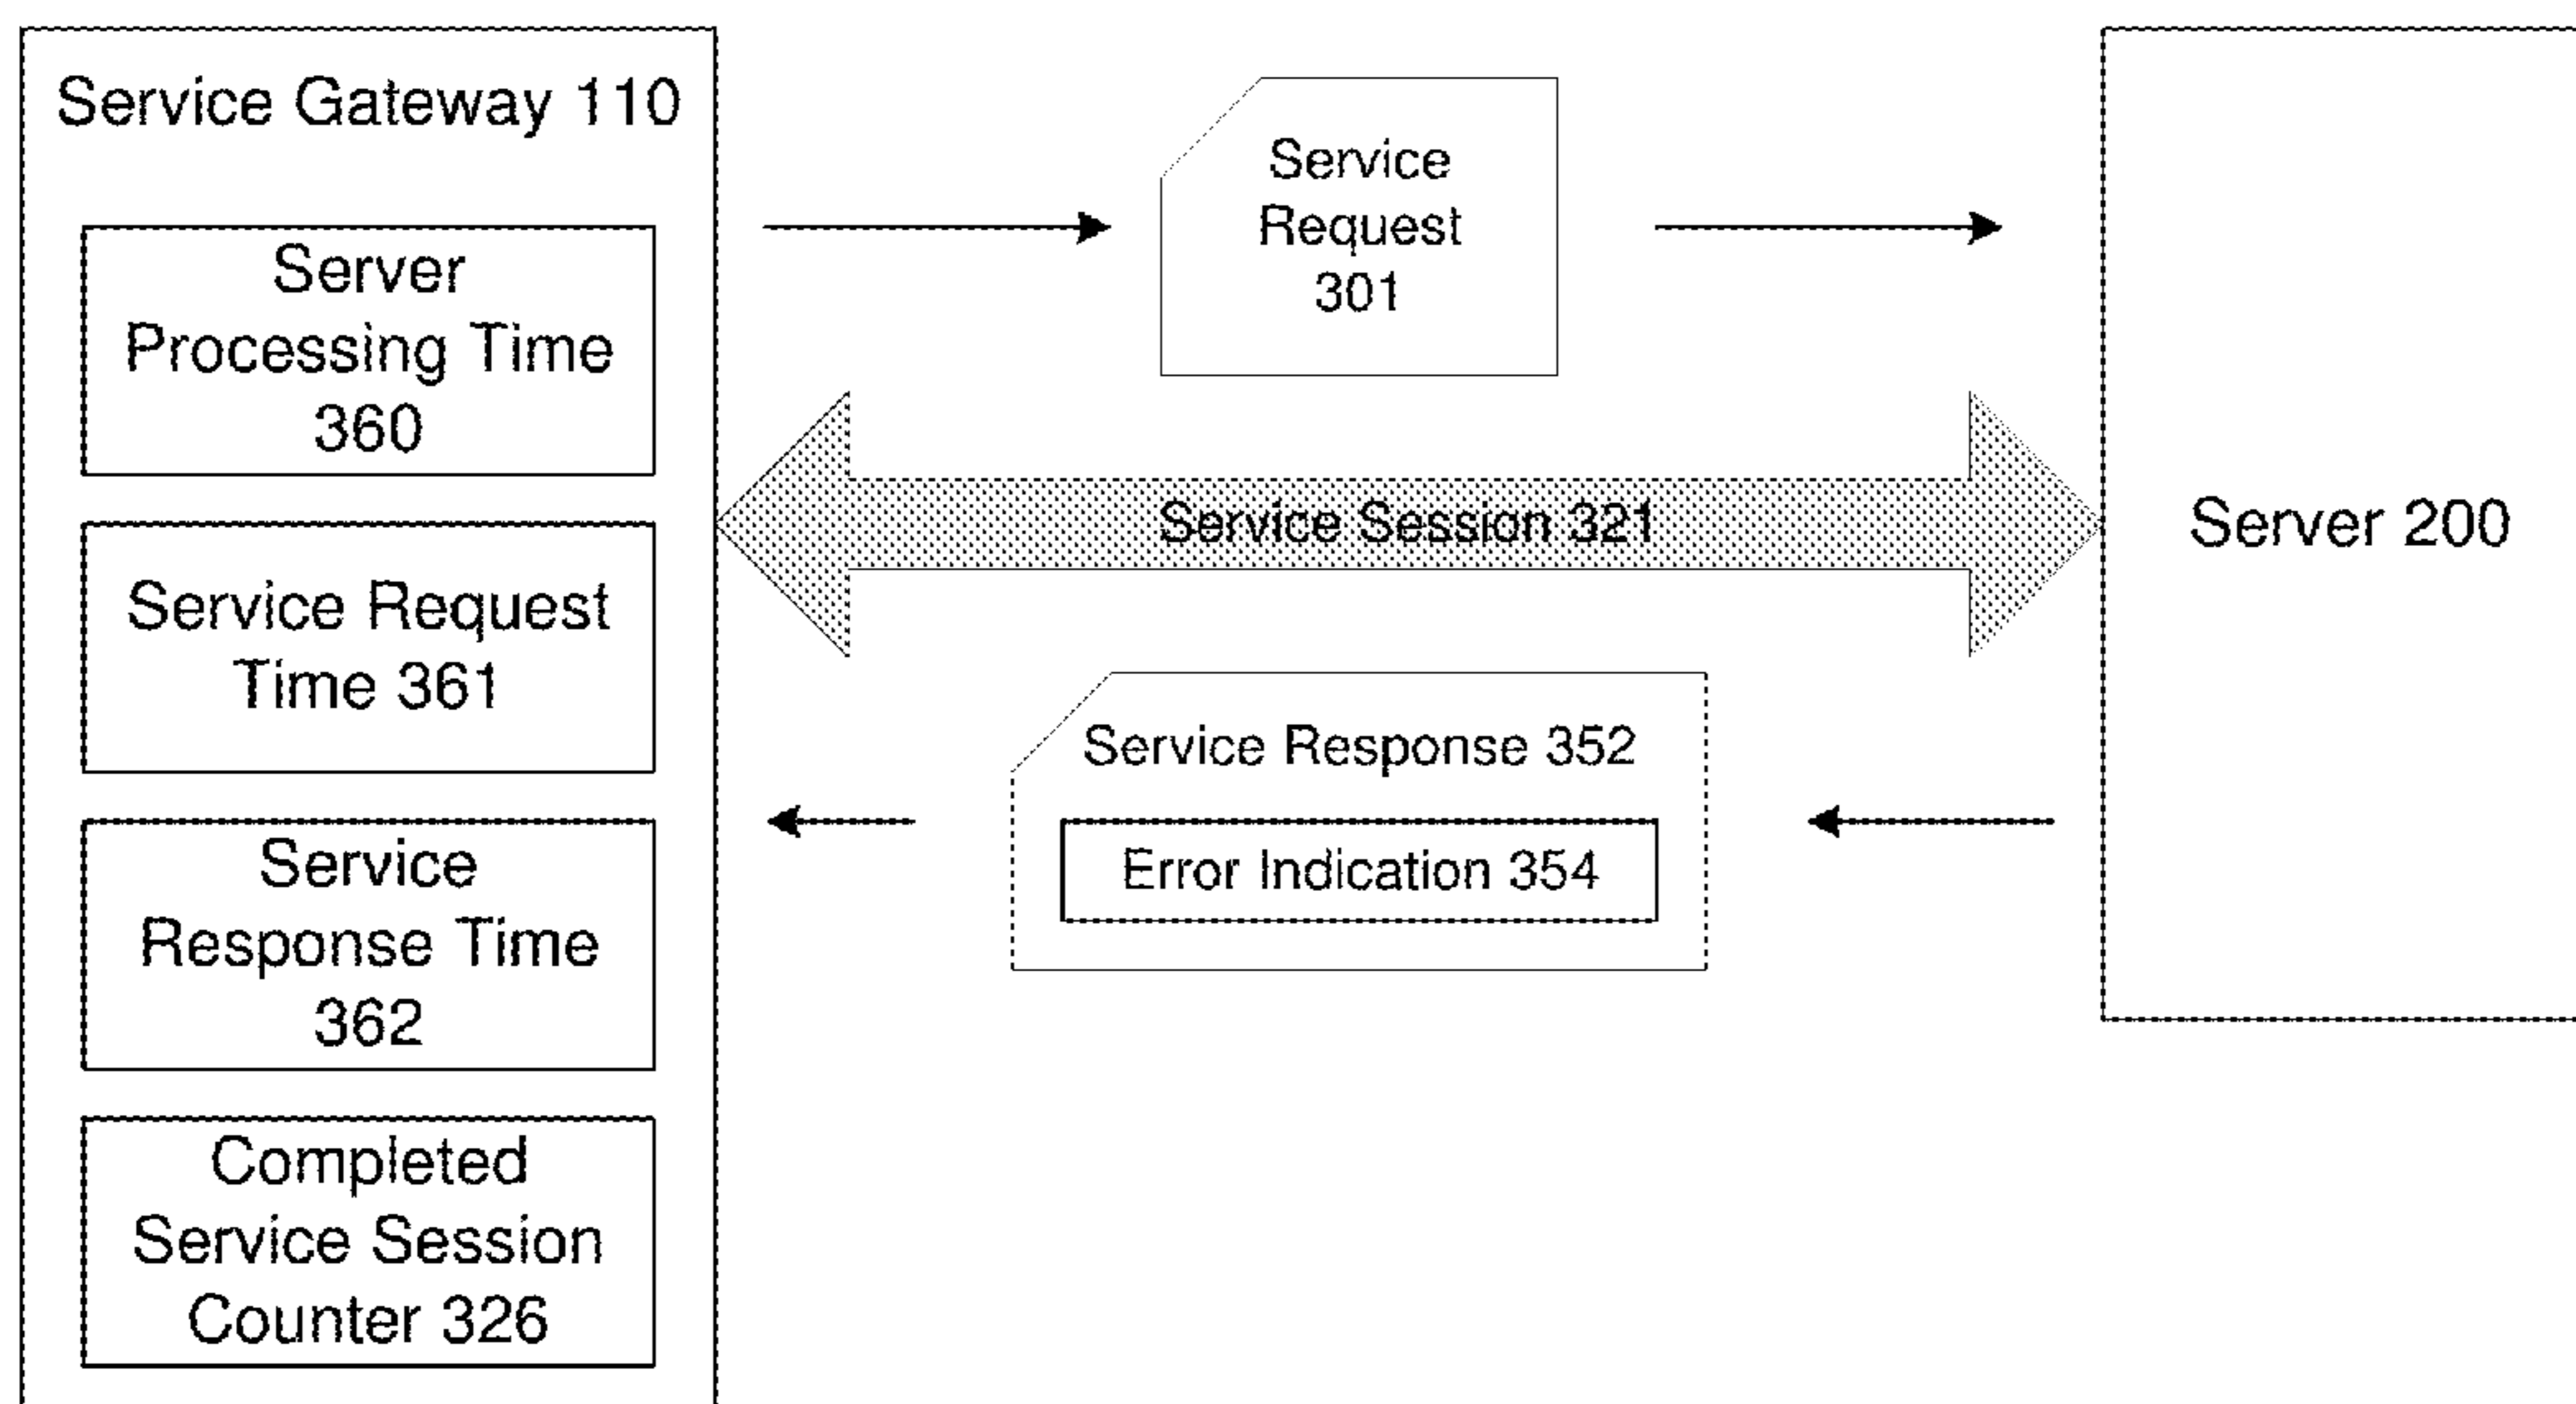 Service Gateway 110
Server
Processing Time
360
Service Request
Time 361
Service
Response Time
362
Completed
Service Session
Counter 326
Service
Request
301
Service Session 321
Service Response 352
Error Indication 354
Server 200